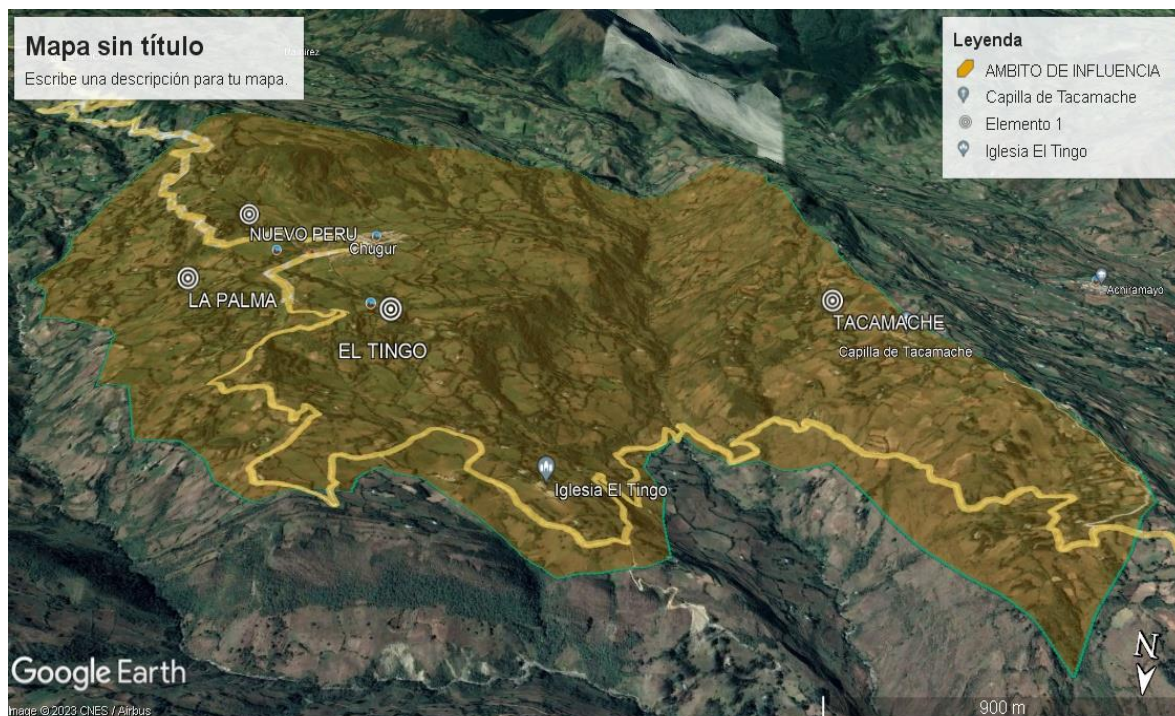 Mapa sin título
Escribe una descripción para tu mapa.
Leyenda
AMBITO DE INFLUENCIA
Capilla de Tacamache
Elemento 1
Iglesia El Tingo
NUEVO PERU
Chugur
LA PALMA
EL TINGO
TACAMACHE
Capilla de Tacamache
Achiramayo
Iglesia El Tingo
N
Google Earth
Image © 2023 CNES / Airbus
900 m